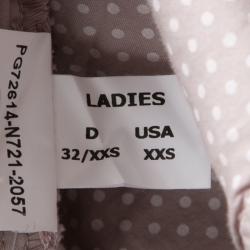 PG72614-N721-2057
LADIES
D USA
32/XXS XXS